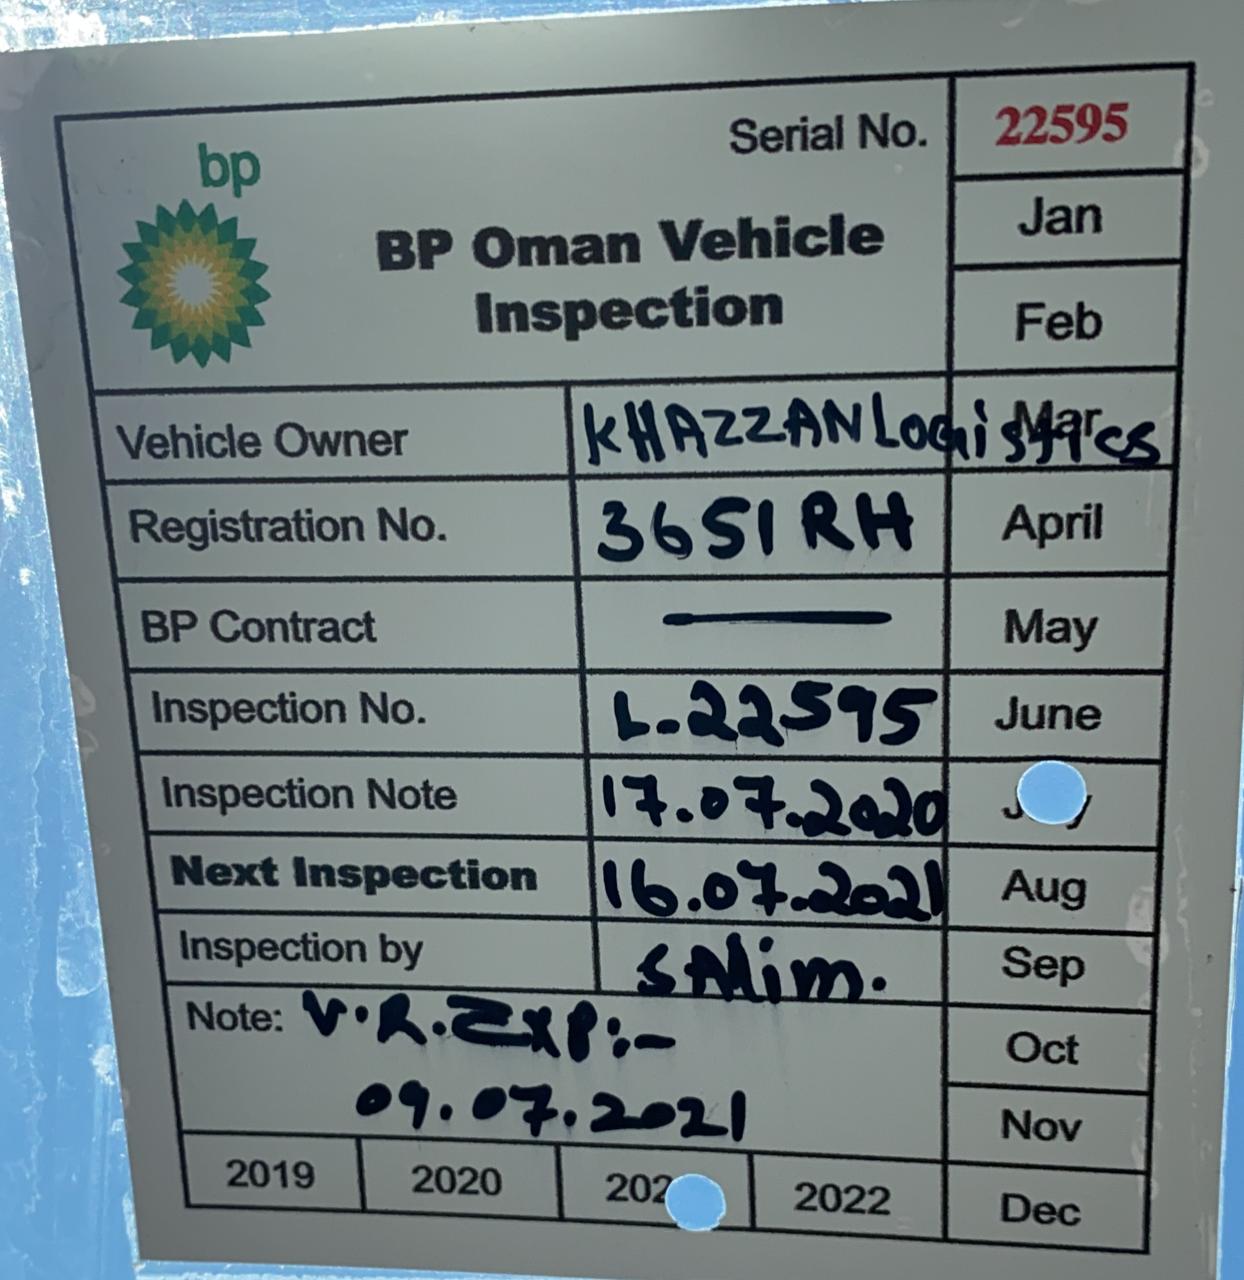 bp
Serial No. 22595
BP Oman Vehicle
Inspection
Jan
Feb
Vehicle Owner KHAZZAN Logistics Mar
Registration No. 3651 RH April
BP Contract — May
Inspection No. L-22595 June
Inspection Note 17.07.2020
Next Inspection 16.07.2021 Aug
Inspection by SAlim. Sep
Note: V.R.Exp:-
09.07.2021
Oct
Nov
2019 2020 202 2022 Dec